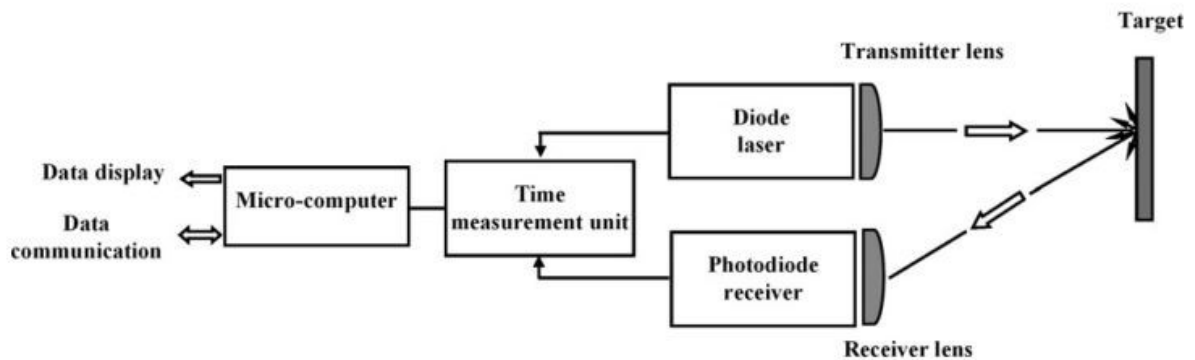 Target
Transmitter lens
Diode
laser
Data display
Micro-computer
Time
measurement unit
Data
communication
Photodiode
receiver
Receiver lens